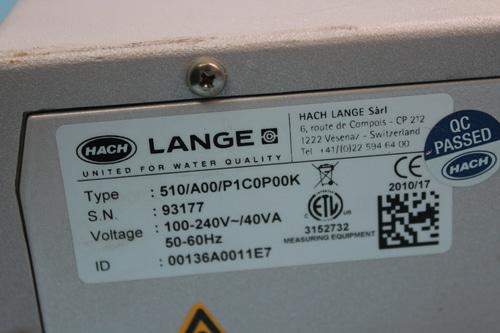 HACH
LANGE
UNITED FOR WATER QUALITY
HACH LANGE Sàrl
6, route de Compois - CP 212
1222 Vésenaz - Switzerland
Tel +41/(0)22 594 64 00
QC
PASSED
HACH
Type : 510/A00/P1C0P00K
S.N. : 93177
Voltage : 100-240V~/40VA
50-60Hz
ID : 00136A0011E7
ETL
C US
3152732
MEASURING EQUIPMENT
CE
2010/17